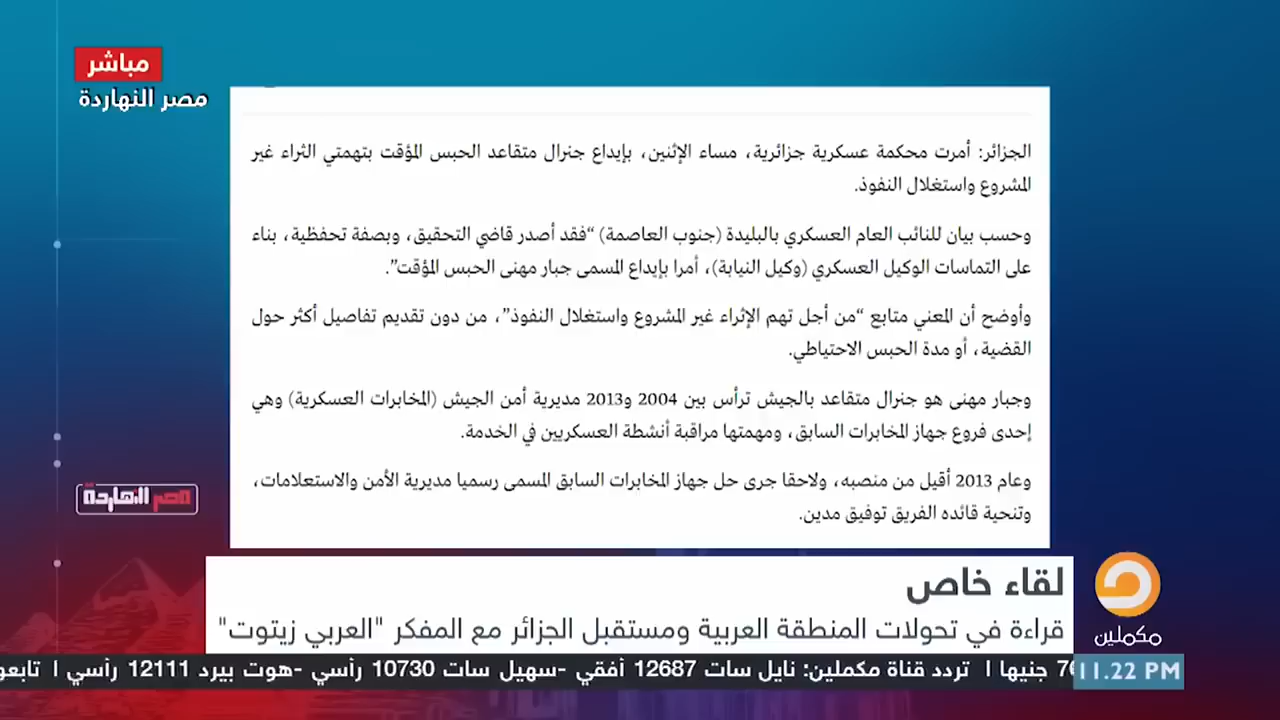 مباشر
مصر النهاردة
الجزائر: أمرت محكمة عسكرية جزائرية، مساء الإثنين، بإيداع جنرال متقاعد الحبس المؤقت بتهمتي الثراء غير
المشروع واستغلال النفوذ.
وحسب بيان للنائب العام العسكري بالبليدة (جنوب العاصمة) “فقد أصدر قاضي التحقيق، وبصفة تحفظية، بناء
على التماسات الوكيل العسكري (وكيل النيابة)، أمرا بإيداع المسمى جبار مهنى الحبس المؤقت”.
وأوضح أن المعني متابع “من أجل تهم الإثراء غير المشروع واستغلال النفوذ”، من دون تقديم تفاصيل أكثر حول
القضية، أو مدة الحبس الاحتياطي.
وجبار مهنى هو جنرال متقاعد بالجيش ترأس بين 2004 و2013 مديرية أمن الجيش (المخابرات العسكرية) وهي
إحدى فروع جهاز المخابرات السابق، ومهمتها مراقبة أنشطة العسكريين في الخدمة.
وعام 2013 أقيل من منصبه، ولاحقا جرى حل جهاز المخابرات السابق المسمى رسميا مديرية الأمن والاستعلامات،
وتنحية قائده الفريق توفيق مدين.
مصر النهاردة
لقاء خاص
قراءة في تحولات المنطقة العربية ومستقبل الجزائر مع المفكر "العربي زيتوت"
مكملين
جنيها ا تردد قناة مكملين: نايل سات 12687 أفقي -سهيل سات 10730 رأسي -هوت بيرد 12111 رأسي ا
11.22 PM